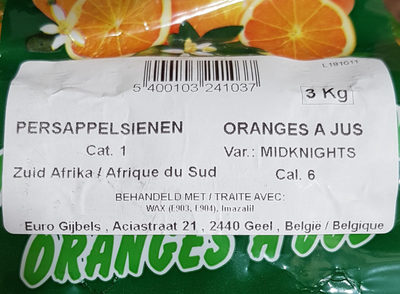 L191011
5 400103 241037
3 Kg
PERSAPPELSIENEN
ORANGES A JUS
Cat. 1
Var.: MIDKNIGHTS
Zuid Afrika / Afrique du Sud
Cal. 6
BEHANDELD MET / TRAITE AVEC:
WAX (E903, E904), Imazalil
Euro Gijbels , Aciastraat 21 , 2440 Geel , België / Belgique
ORANGES A JUS